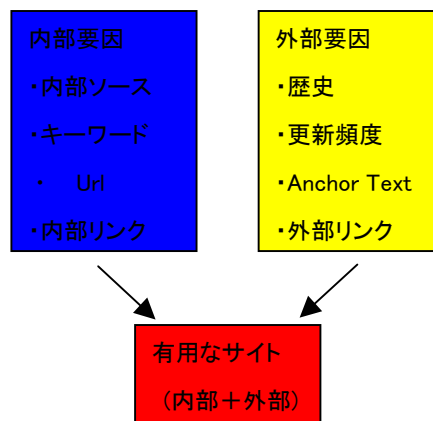 内部要因
・内部ソース
・キーワード
・　Url
・内部リンク
外部要因
・歴史
・更新頻度
・Anchor Text
・外部リンク
有用なサイト
（内部＋外部）